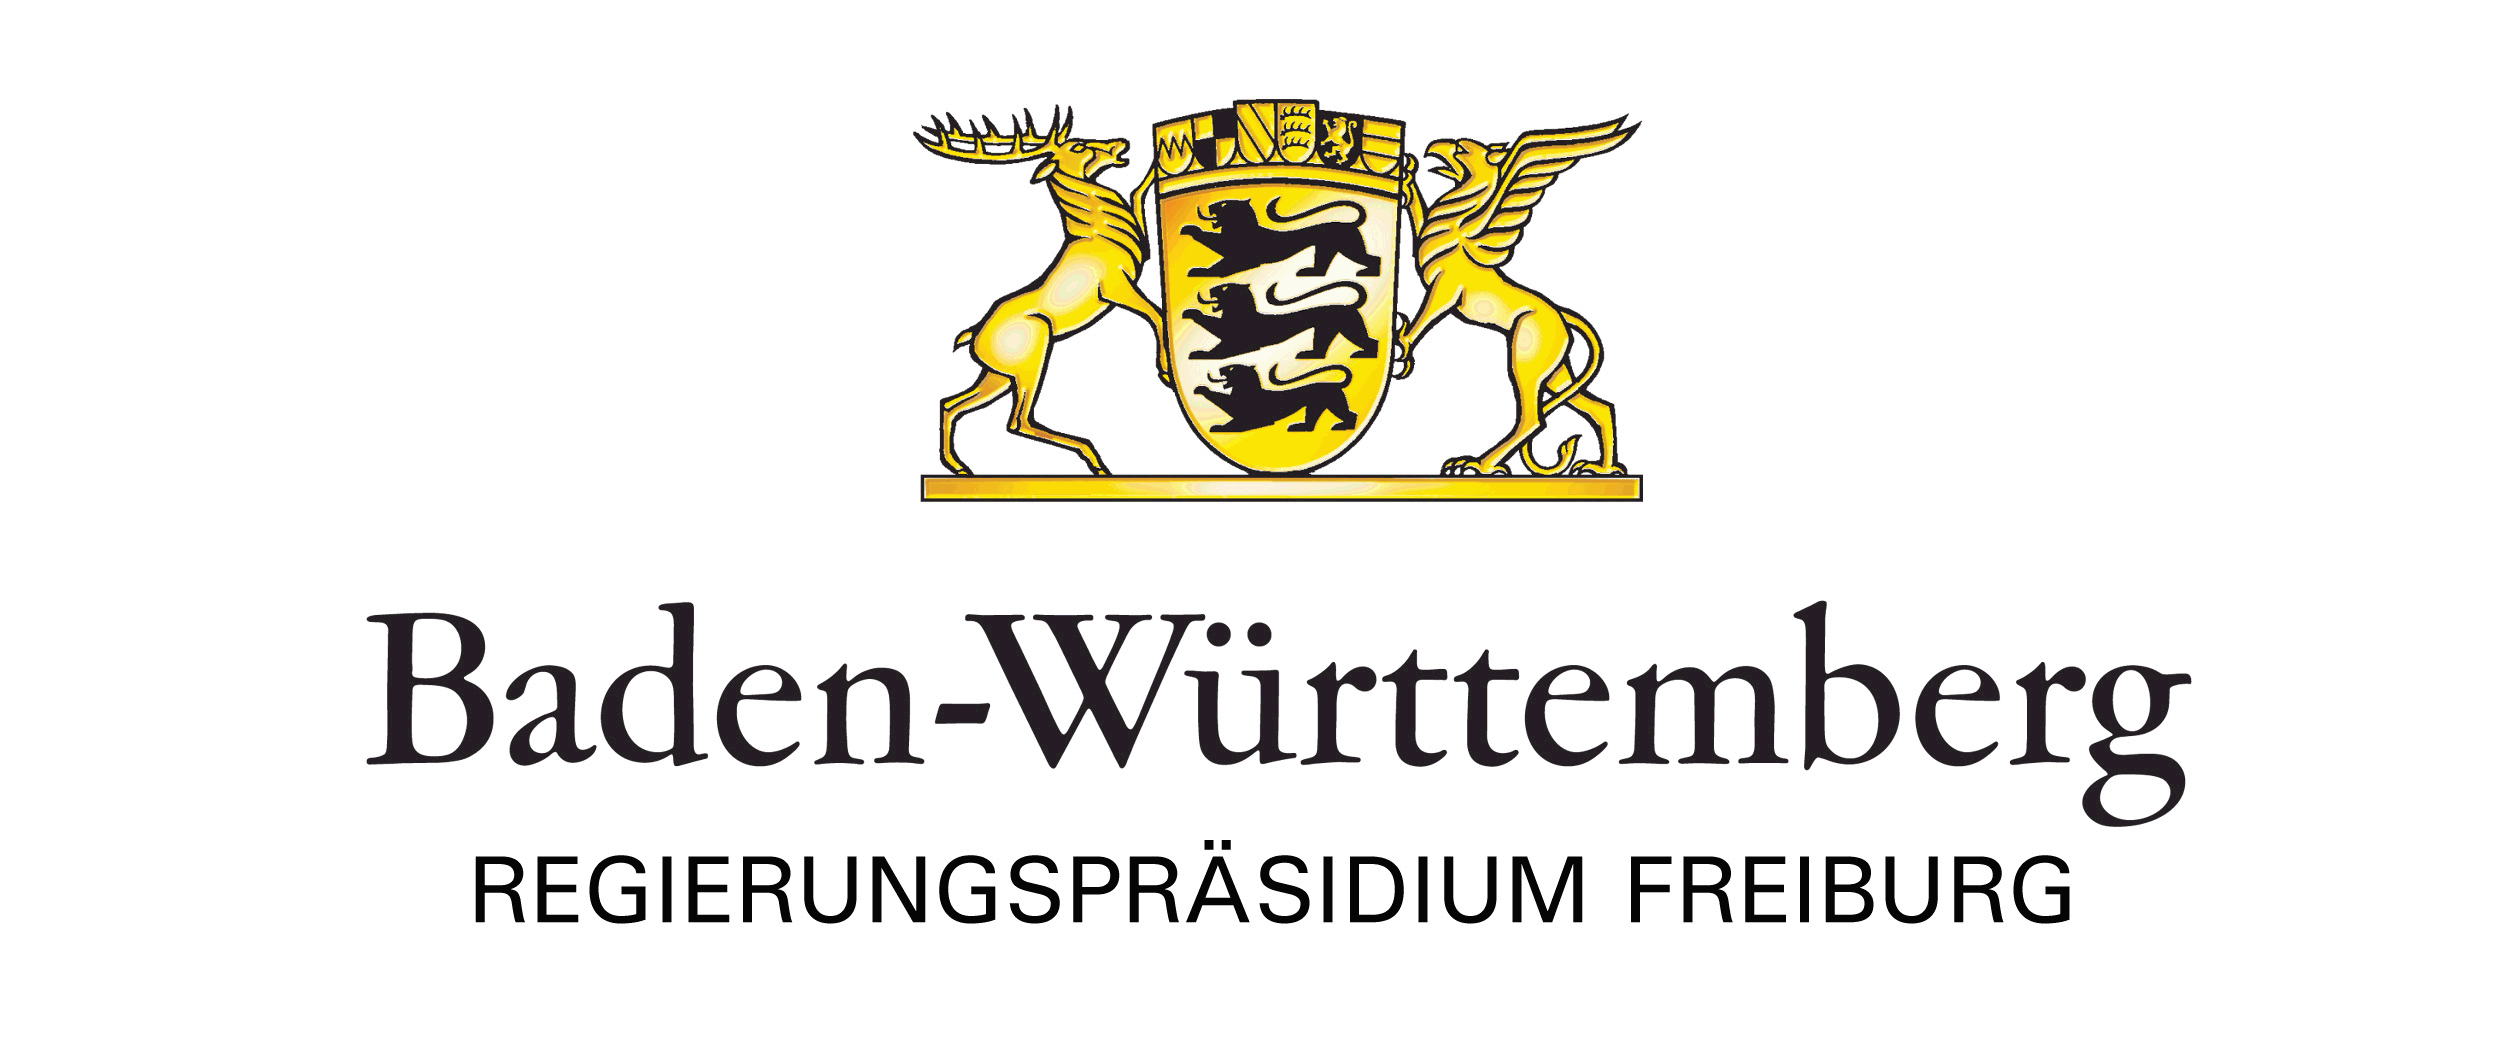 Baden-Württemberg
REGIERUNGSPRÄSIDIUM FREIBURG